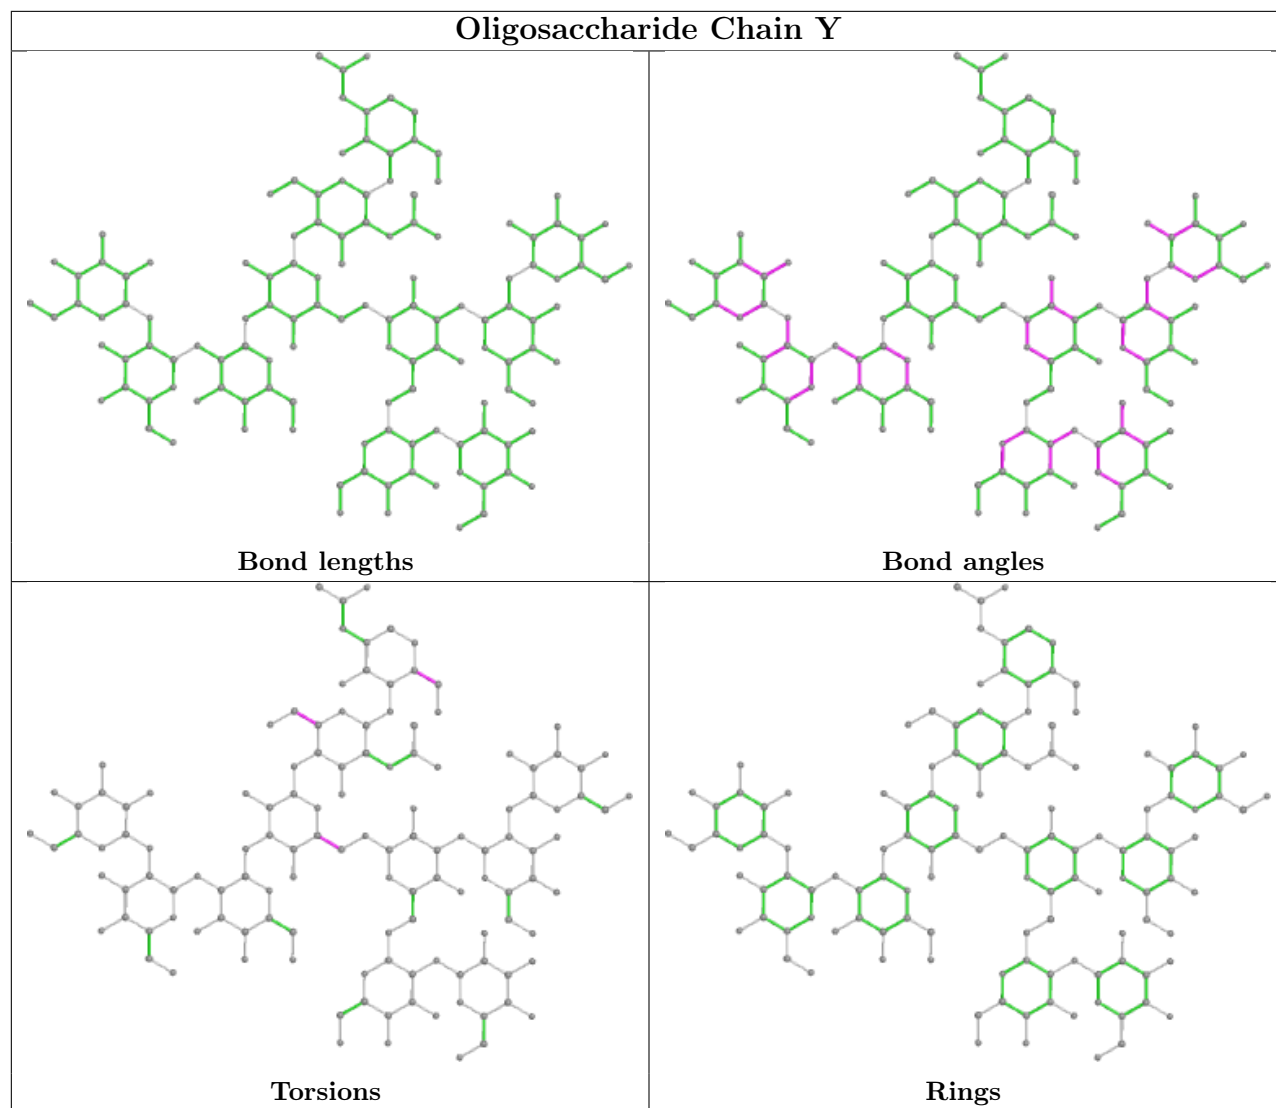 Oligosaccharide Chain Y
Bond lengths
Bond angles
Torsions
Rings